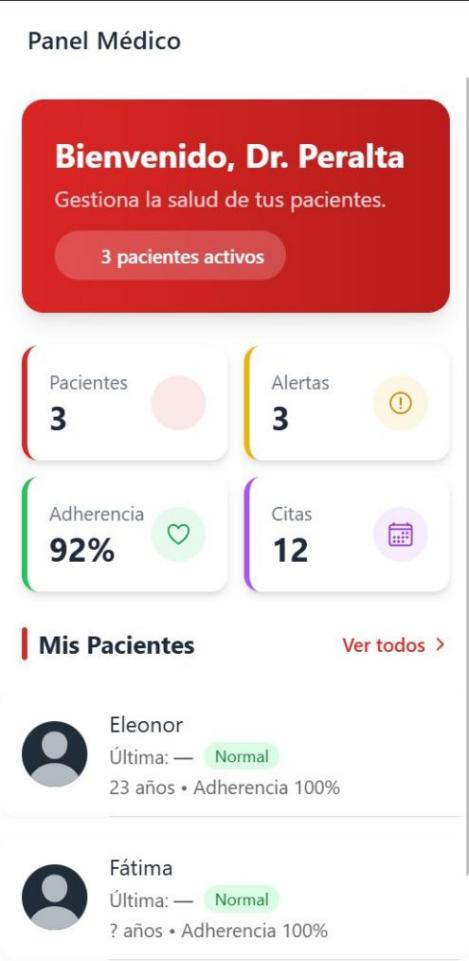 Panel Médico
Bienvenido, Dr. Peralta
Gestiona la salud de tus pacientes.
3 pacientes activos
Pacientes
3
Alertas
3
Adherencia
92%
Citas
12
Mis Pacientes
Ver todos
Eleonor
Última: — Normal
23 años • Adherencia 100%
Fátima
Última: — Normal
? años • Adherencia 100%